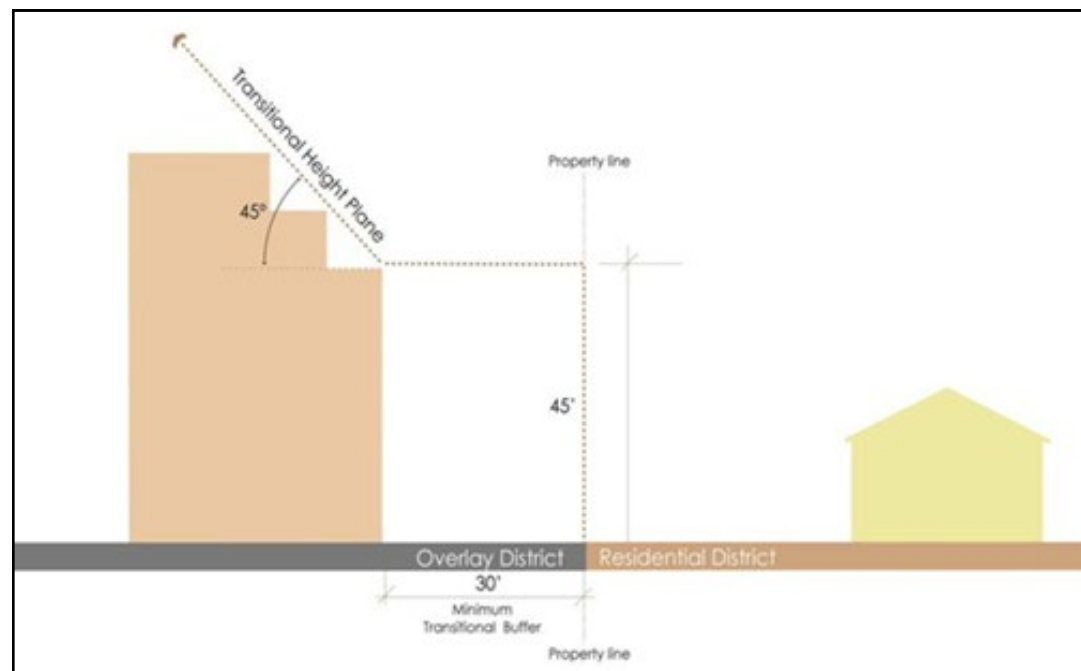 Transitional Height Plane
Property line
45°
45'
Overlay District
Residential District
30'
Minimum
Transitional Buffer
Property line